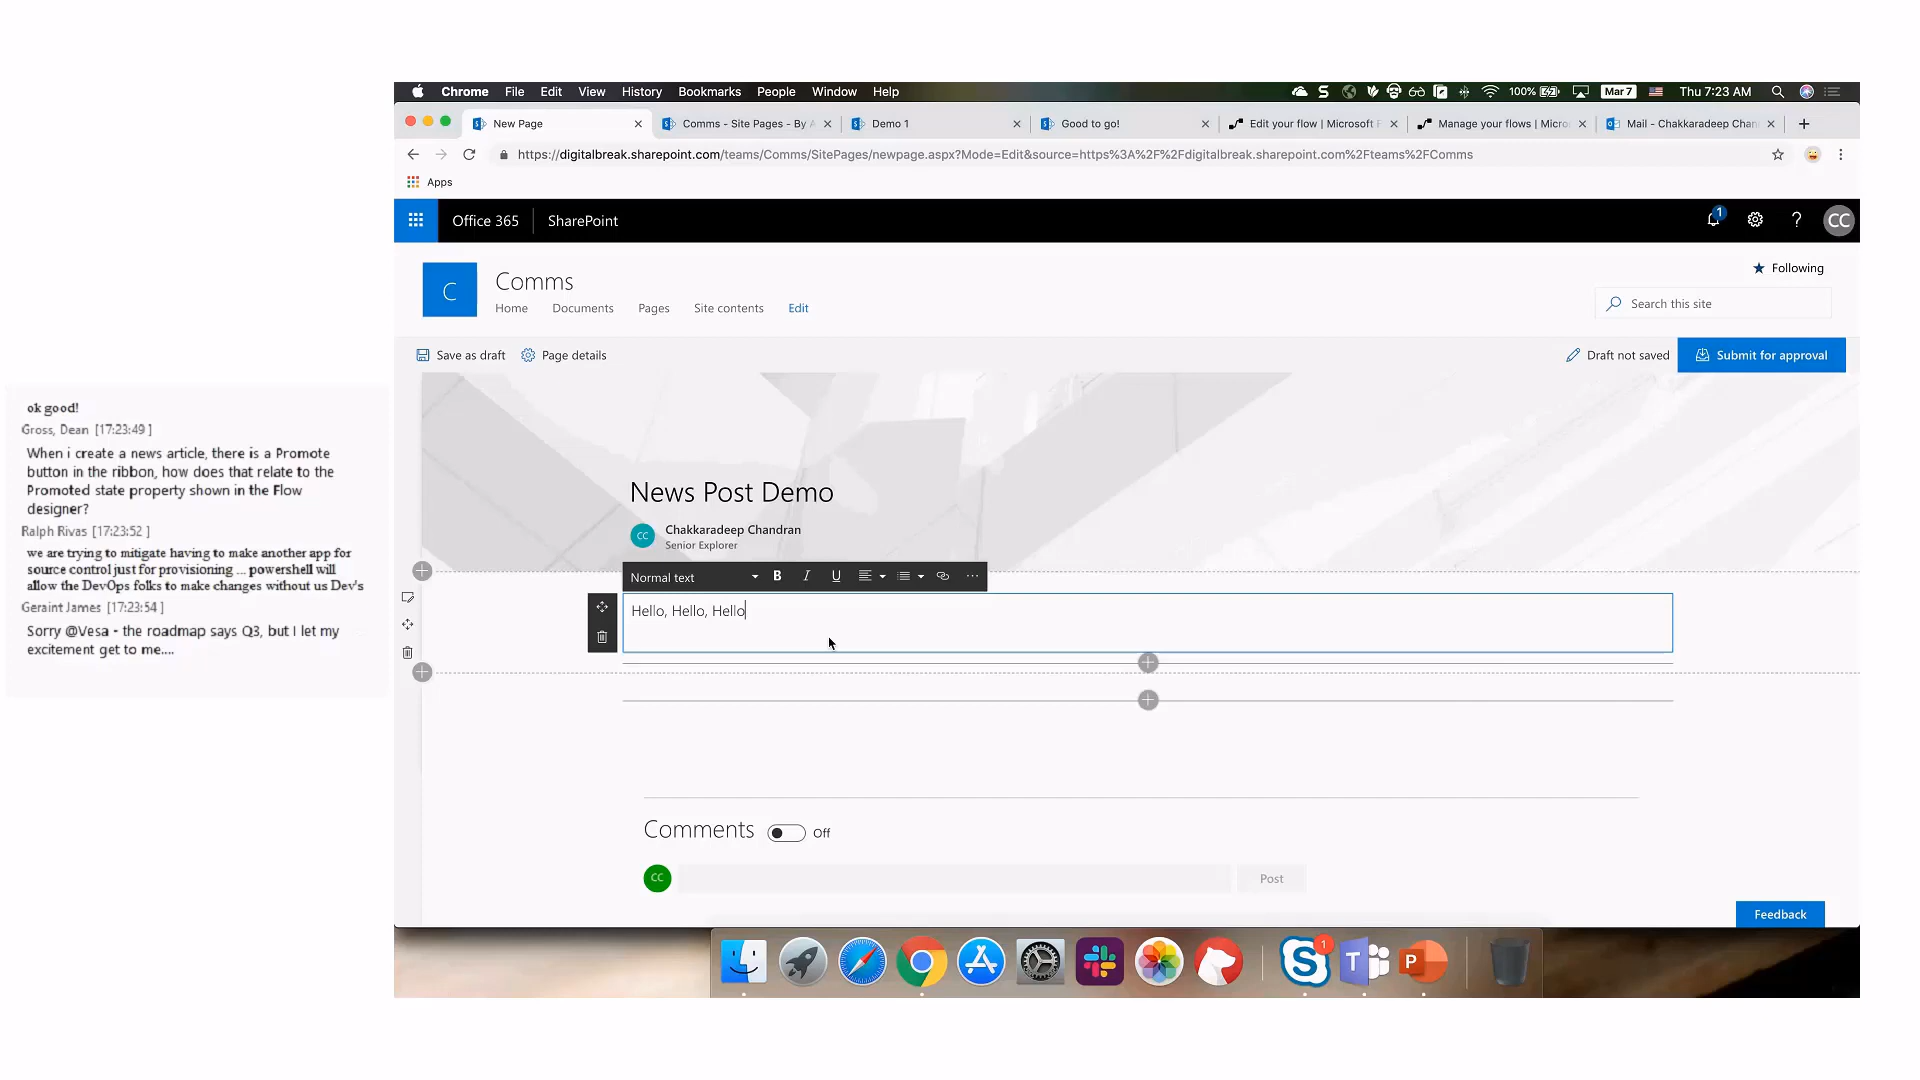 Chrome File Edit View History Bookmarks People Window Help 100% Mar 7 Thu 7:23 AM
New Page Comms - Site Pages - By Demo 1 Good to go! Edit your flow | Microsoft F Manage your flows | Micro Mail - Chakkaradeep Chan
https://digitalbreak.sharepoint.com/teams/Comms/SitePages/newpage.aspx?Mode=Edit&source=https%3A%2F%2Fdigitalbreak.sharepoint.com%2Fteams%2FComms
Apps
Office 365 SharePoint 1 ? CC
C Comms
Following
Home Documents Pages Site contents Edit
Search this site
Save as draft Page details Draft not saved Submit for approval
ok good!
Gross, Dean [17:23:49 ]
When i create a news article, there is a Promote
button in the ribbon, how does that relate to the
Promoted state property shown in the Flow
designer?
Ralph Rivas [17:23:52 ]
we are trying to mitigate having to make another app for
source control just for provisioning ... powershell will
allow the DevOps folks to make changes without us Dev's
Geraint James [17:23:54 ]
Sorry @Vesa - the roadmap says Q3, but I let my
excitement get to me....
News Post Demo
CC Chakkaradeep Chandran
Senior Explorer
Normal text B I U
Hello, Hello, Hello
Comments Off
CC Post
Feedback
S 1 T P